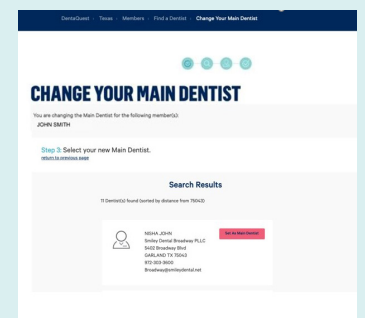 DentaQuest › Texas › Members › Find a Dentist › Change Your Main Dentist
CHANGE YOUR MAIN DENTIST
You are changing the Main Dentist for the following member(s):
JOHN SMITH
Step 3: Select your new Main Dentist.
return to previous page
Search Results
11 Dentist(s) found (sorted by distance from 75043)
NISHA JOHN
Set As Main Dentist
Smiley Dental Broadway PLLC
5402 Broadway Blvd
GARLAND TX 75043
972-303-3600
Broadway@smileydental.net